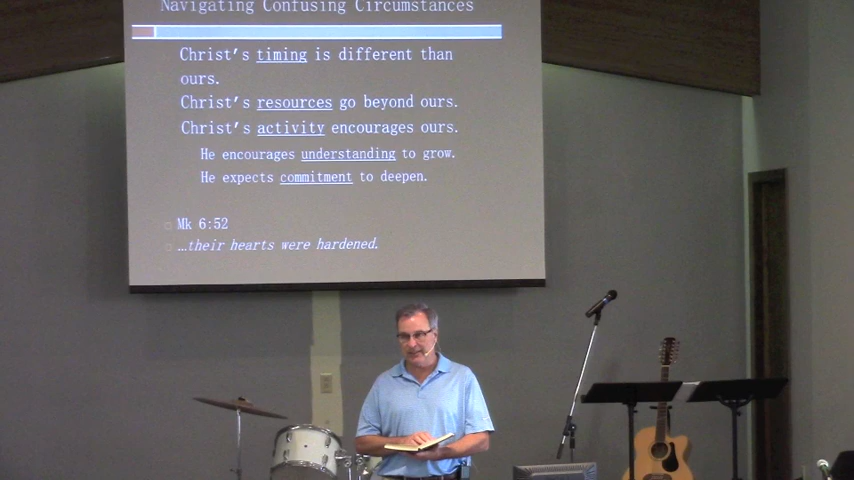 Navigating Confusing Circumstances
Christ's timing is different than
ours.
Christ's resources go beyond ours.
Christ's activity encourages ours.
He encourages understanding to grow.
He expects commitment to deepen.
Mk 6:52
…their hearts were hardened.